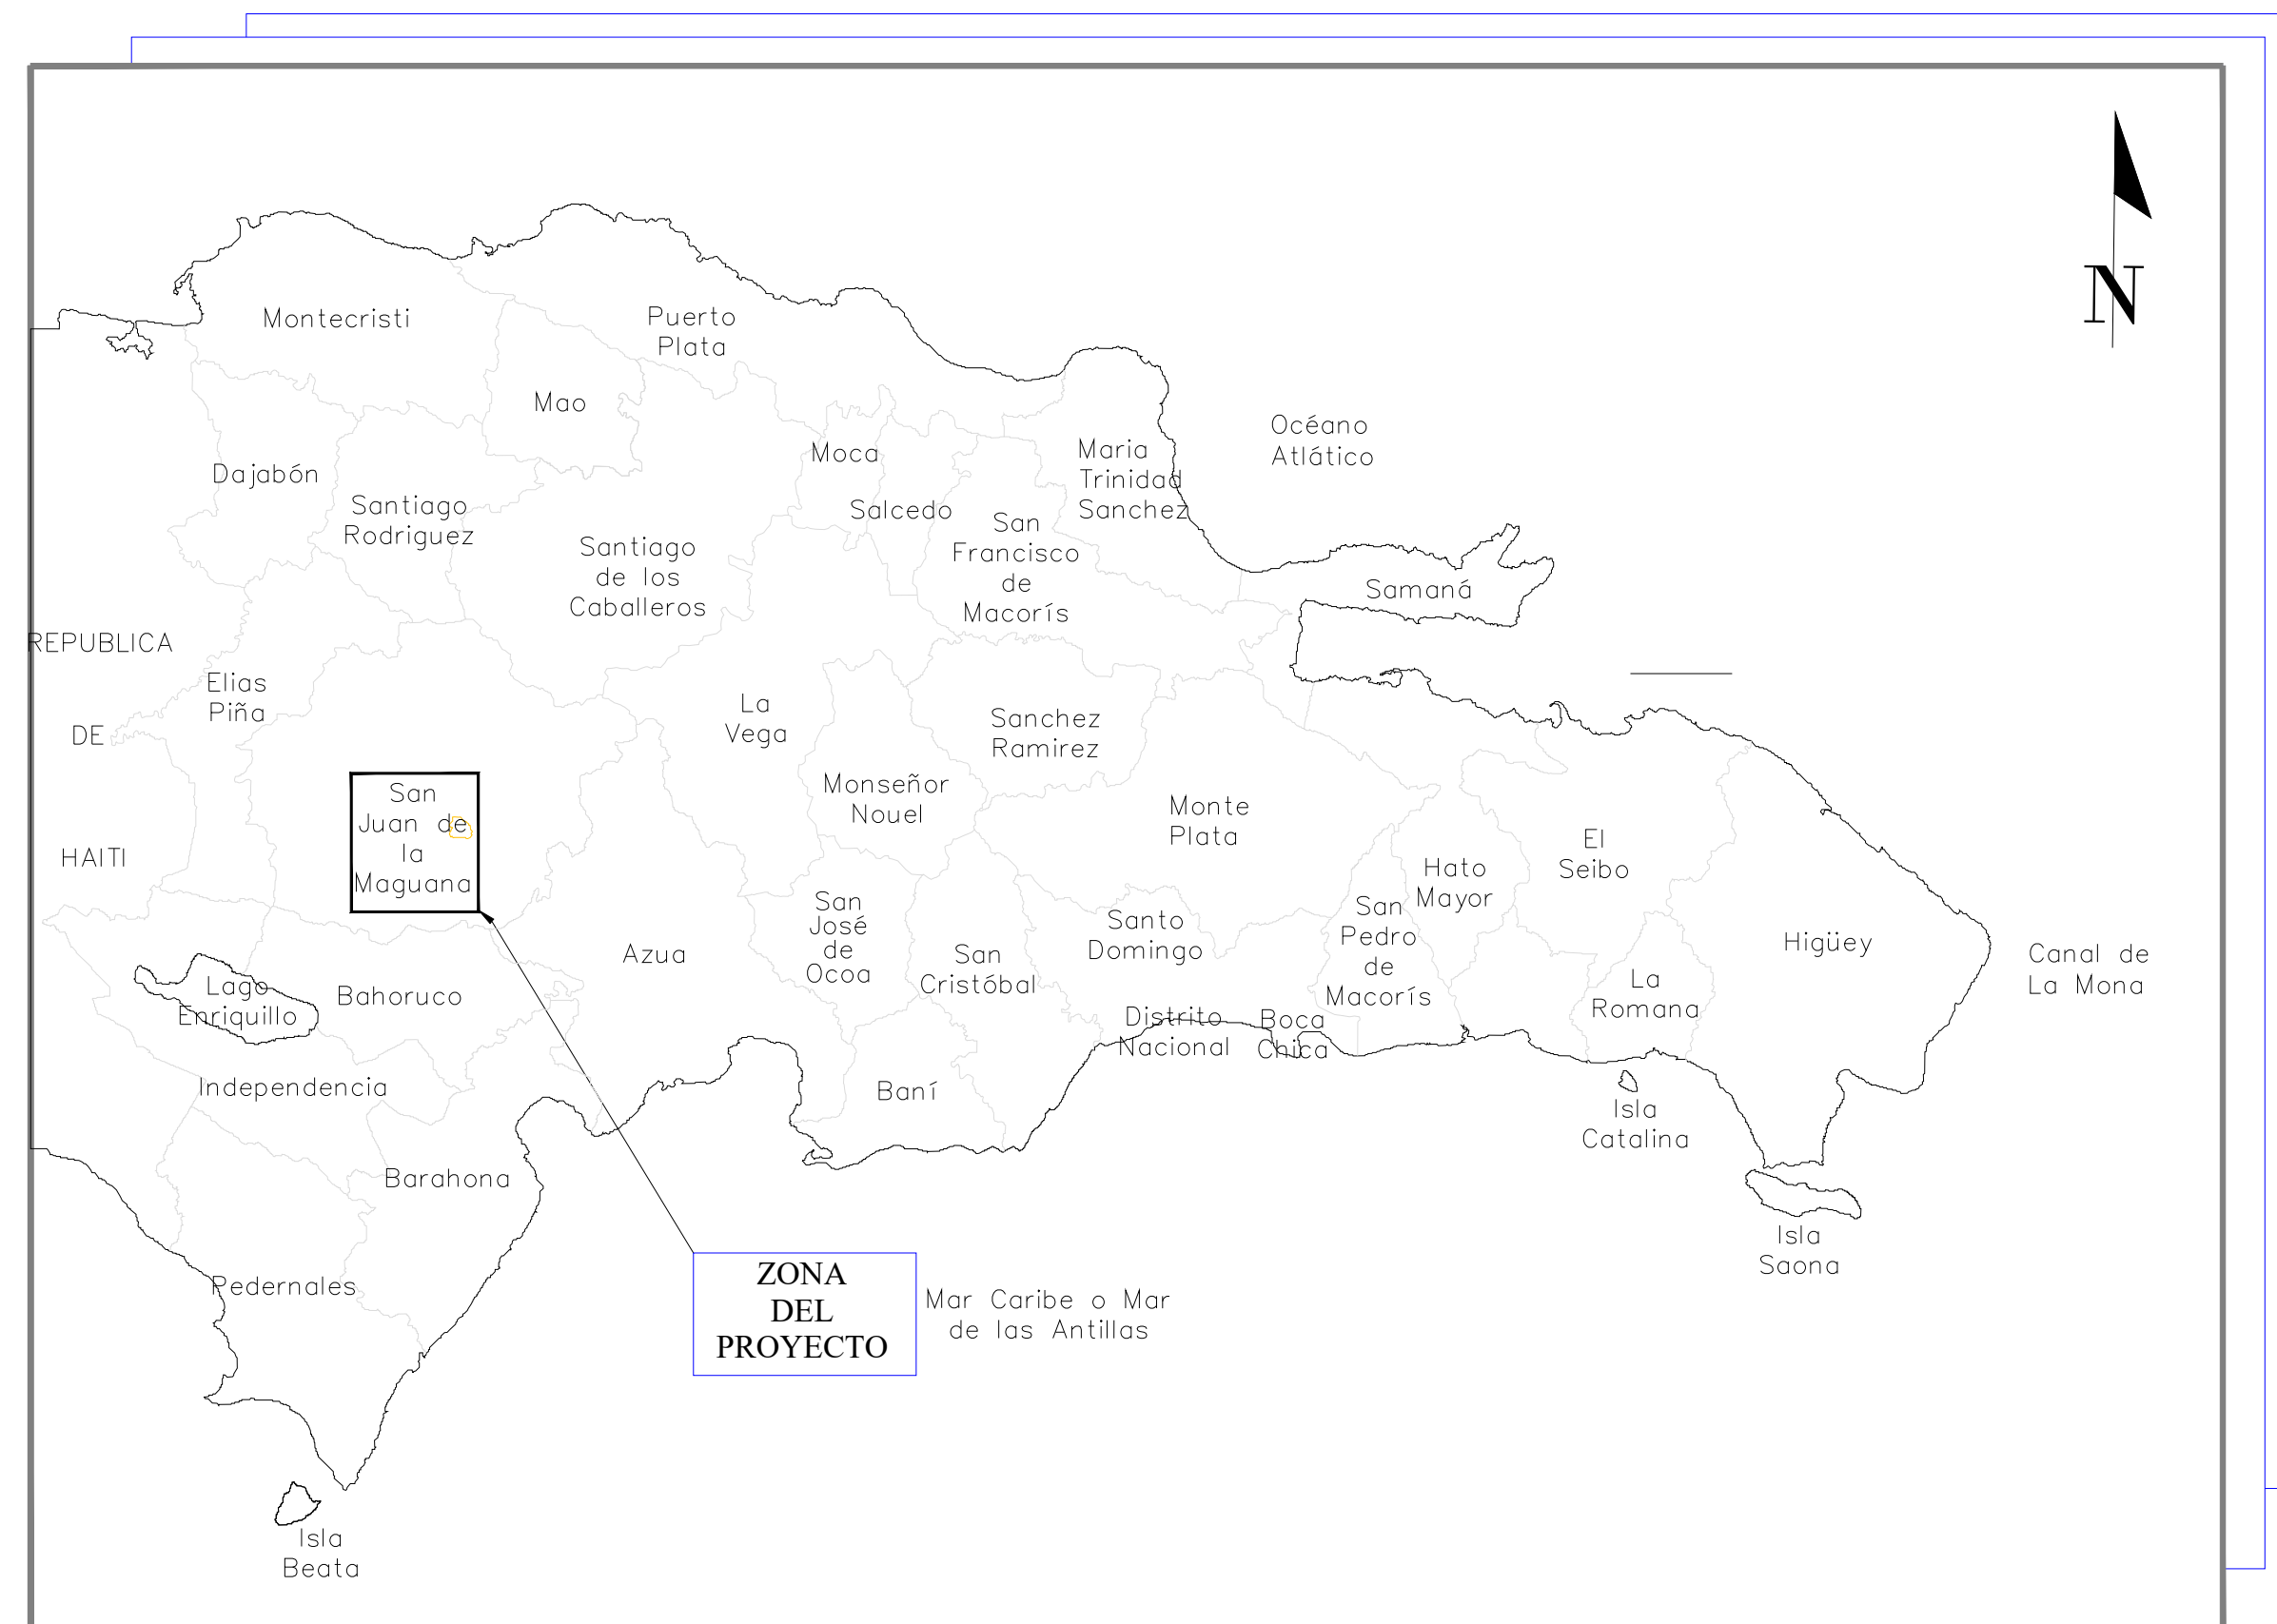 N
Montecristi
Puerto
Plata
Mao
Océano
Atlático
Moca
Maria
Trinidad
Sanchez
Dajabón
Santiago
Rodriguez
Salcedo
San
Francisco
de
Macorís
Santiago
de los
Caballeros
Samaná
REPUBLICA
DE
HAITI
Elias
Piña
La
Vega
Sanchez
Ramirez
Monseñor
Nouel
San
Juan de
la
Maguana
Monte
Plata
El
Seibo
Hato
Mayor
San
José
de
Ocoa
San
Pedro
de
Macorís
Santo
Domingo
Azua
San
Cristóbal
Higüey
Canal de
La Mona
La
Romana
Lago
Enriquillo
Bahoruco
Distrito
Nacional
Boca
Chica
Independencia
Baní
Isla
Catalina
Barahona
Isla
Saona
Pedernales
ZONA
DEL
PROYECTO
Mar Caribe o Mar
de las Antillas
Isla
Beata